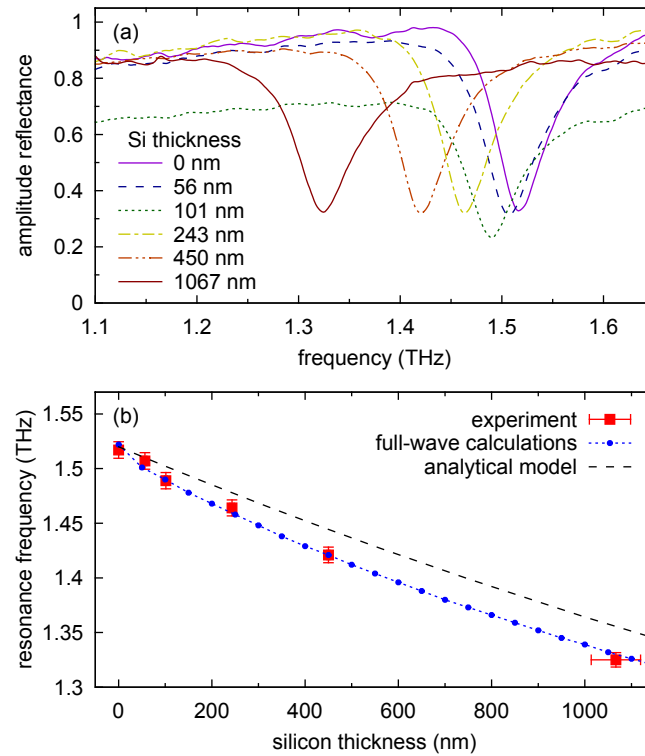 (a)
amplitude reflectance
1
0.8
0.6
0.4
0.2
0
Si thickness
0 nm
56 nm
101 nm
243 nm
450 nm
1067 nm
1.1 1.2 1.3 1.4 1.5 1.6
frequency (THz)
(b)
resonance frequency (THz)
1.55
1.5
1.45
1.4
1.35
1.3
experiment
full-wave calculations
analytical model
0 200 400 600 800 1000
silicon thickness (nm)